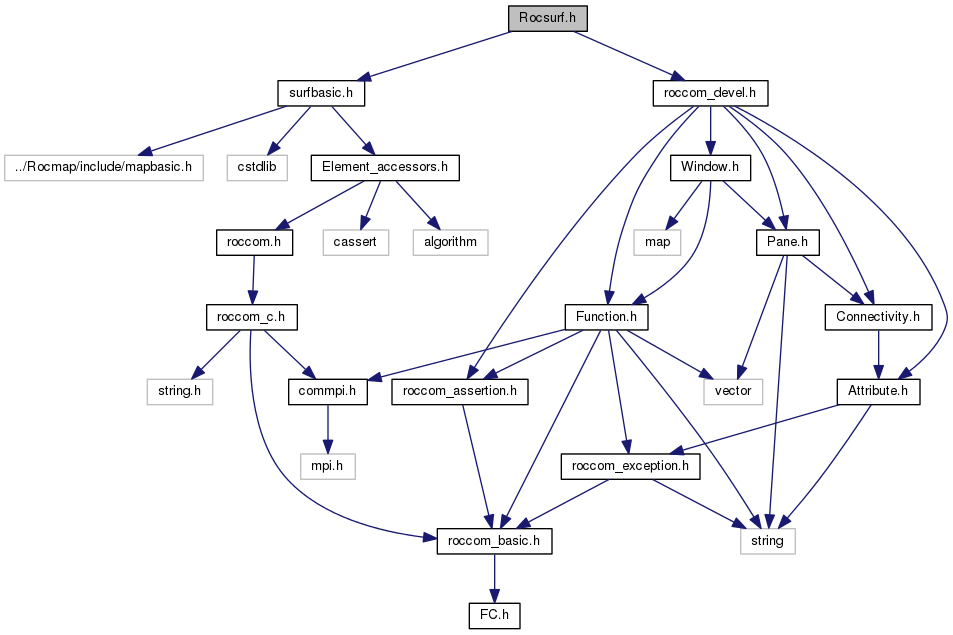 Rocsurf.h
surfbasic.h
roccom_devel.h
../Rocmap/include/mapbasic.h
cstdlib
Element_accessors.h
Window.h
roccom.h
cassert
algorithm
map
Pane.h
roccom_c.h
Function.h
Connectivity.h
string.h
commpi.h
roccom_assertion.h
vector
Attribute.h
mpi.h
roccom_exception.h
roccom_basic.h
string
FC.h